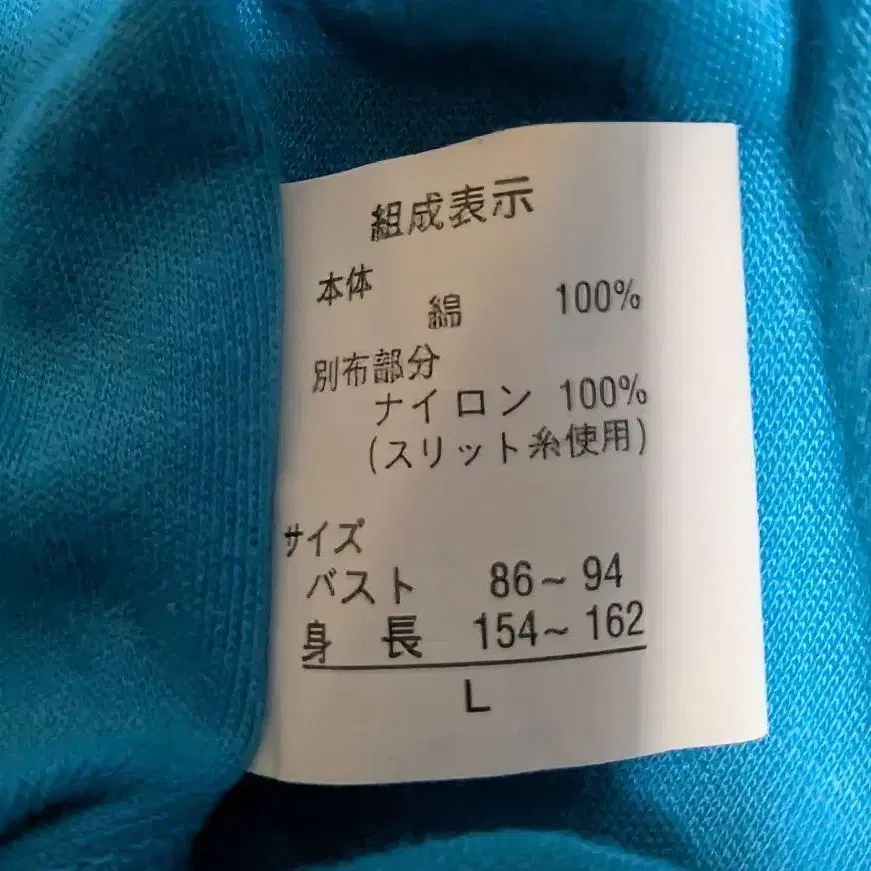 組成表示
本体
綿 100%
別布部分
ナイロン 100%
(スリット糸使用)
サイズ
バスト 86~94
身長 154~162
L